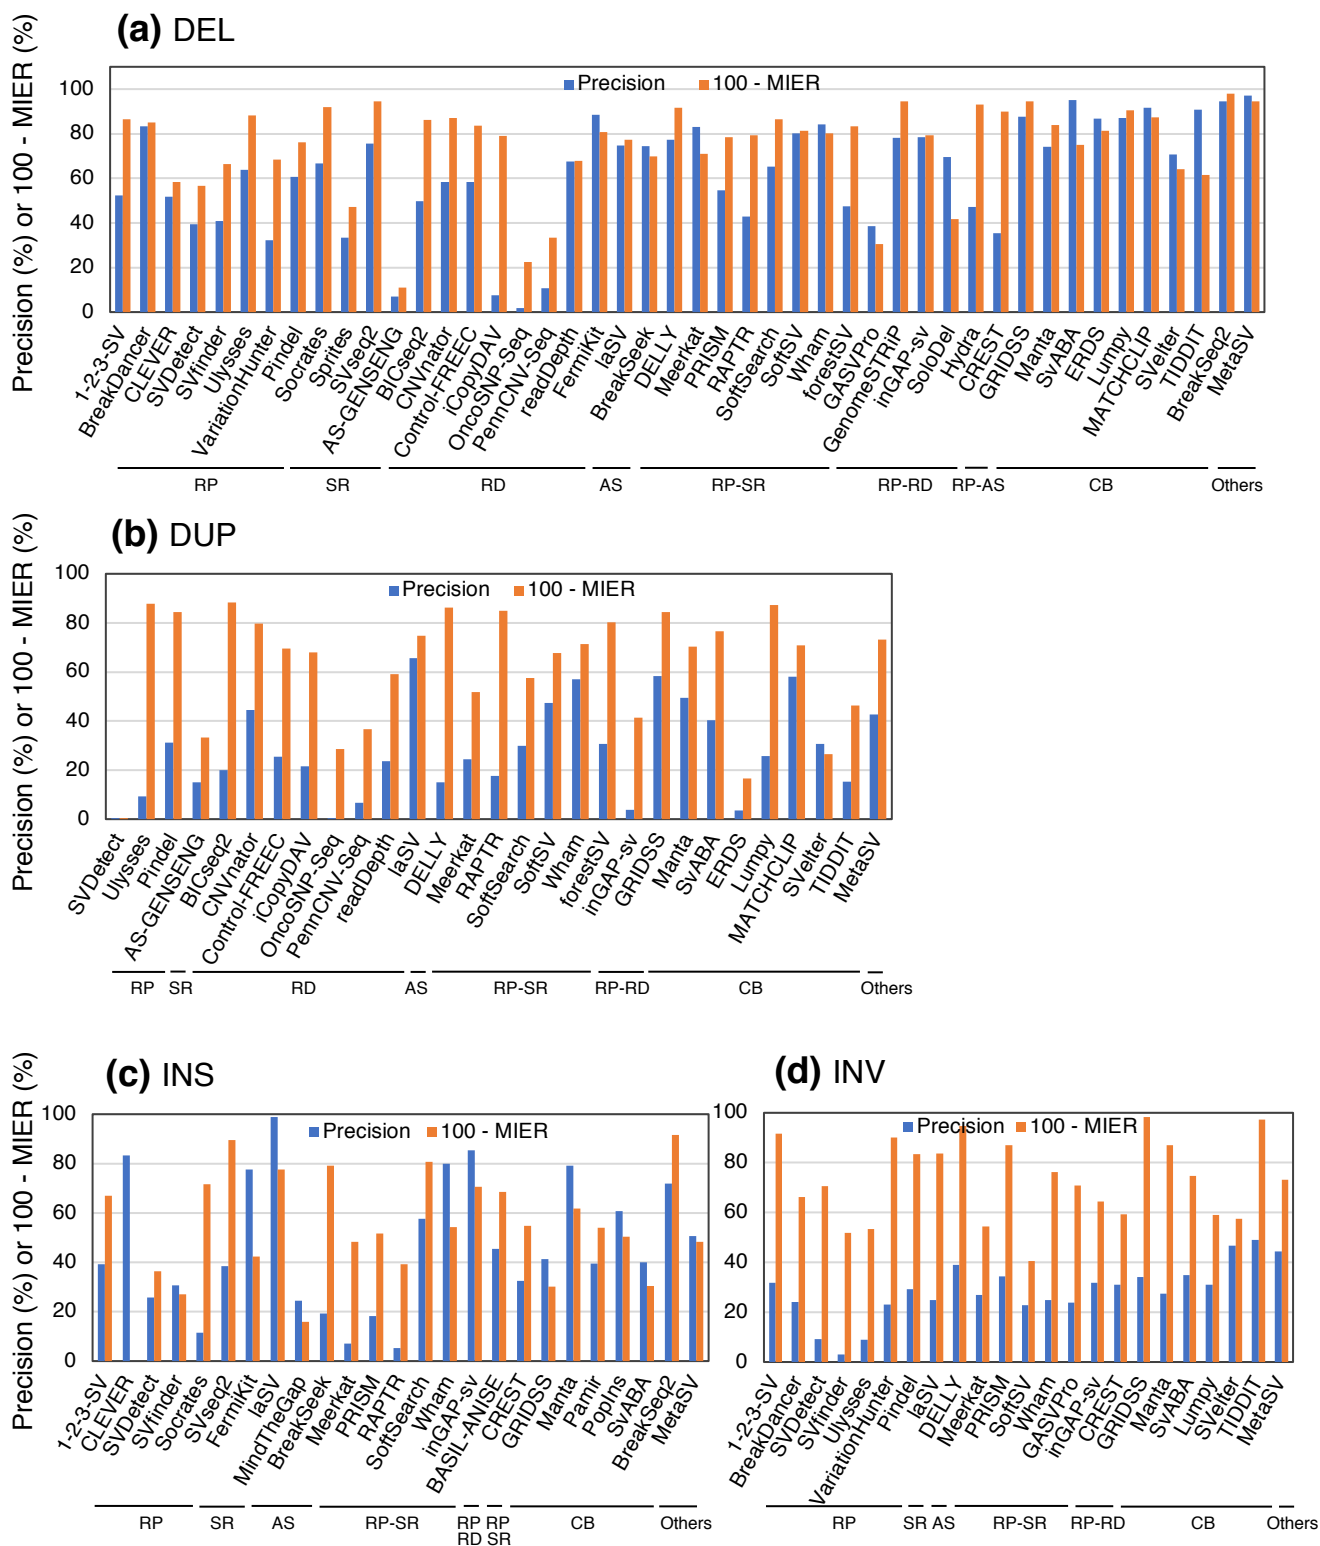 (a) DEL
Precision (%) or 100 - MIER (%)
Precision 100 - MIER
100
80
60
40
20
0
1-2-3-SV
BreakDancer
CLEVER
SVDetect
SVfinder
Ulysses
VariationHunter
Pindel
Socrates
Sprites
SVseq2
AS-GENSENG
BICseq2
CNVnator
Control-FREEC
iCopyDAV
OncoSNP-Seq
PennCNV-Seq
readDepth
FermiKit
laSV
BreakSeek
DELLY
Meerkat
PRISM
RAPTR
SoftSearch
SoftSV
Wham
forestSV
GASVPro
GenomeSTRiP
inGAP-sv
SoloDel
Hydra
CREST
GRIDSS
Manta
SvABA
ERDS
Lumpy
MATCHCLIP
SVelter
TIDDIT
BreakSeq2
MetaSV
RP SR RD AS RP-SR RP-RD RP-AS CB Others
(b) DUP
Precision (%) or 100 - MIER (%)
Precision 100 - MIER
100
80
60
40
20
0
SVDetect
Ulysses
Pindel
AS-GENSENG
BICseq2
CNVnator
Control-FREEC
iCopyDAV
OncoSNP-Seq
PennCNV-Seq
readDepth
laSV
DELLY
Meerkat
RAPTR
SoftSearch
SoftSV
Wham
forestSV
inGAP-sv
GRIDSS
Manta
SvABA
ERDS
Lumpy
MATCHCLIP
SVelter
TIDDIT
MetaSV
RP SR RD AS RP-SR RP-RD CB Others
(c) INS
Precision (%) or 100 - MIER (%)
Precision 100 - MIER
100
80
60
40
20
0
1-2-3-SV
CLEVER
SVDetect
SVfinder
Socrates
SVseq2
FermiKit
laSV
MindTheGap
BreakSeek
Meerkat
PRISM
RAPTR
SoftSearch
Wham
inGAP-sv
BASIL-ANISE
CREST
GRIDSS
Manta
Pamir
PopIns
SvABA
BreakSeq2
MetaSV
RP SR AS RP-SR RP RP CB Others
RD SR
(d) INV
Precision 100 - MIER
100
80
60
40
20
0
1-2-3-SV
BreakDancer
SVDetect
SVfinder
Ulysses
VariationHunter
Pindel
laSV
DELLY
Meerkat
PRISM
SoftSV
Wham
GASVPro
inGAP-sv
CREST
GRIDSS
Manta
SvABA
Lumpy
SVelter
TIDDIT
MetaSV
RP SR AS RP-SR RP-RD CB Others